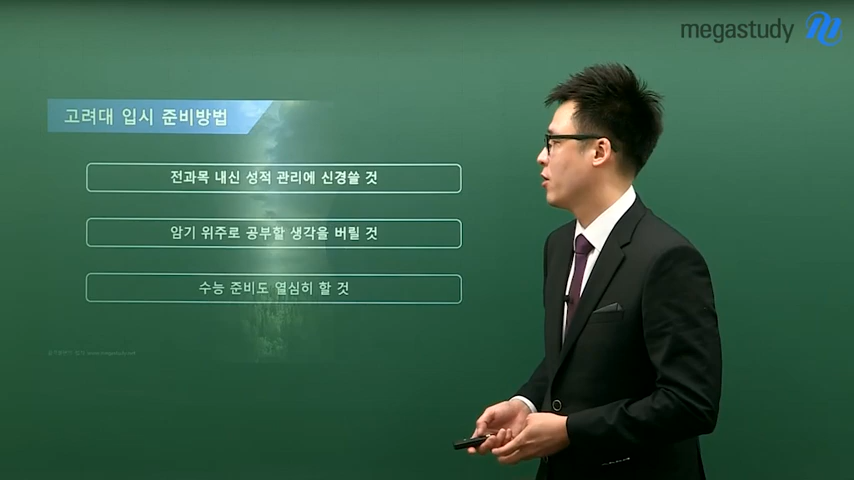 megastudy
고려대 입시 준비방법
전과목 내신 성적 관리에 신경쓸 것
암기 위주로 공부할 생각을 버릴 것
수능 준비도 열심히 할 것